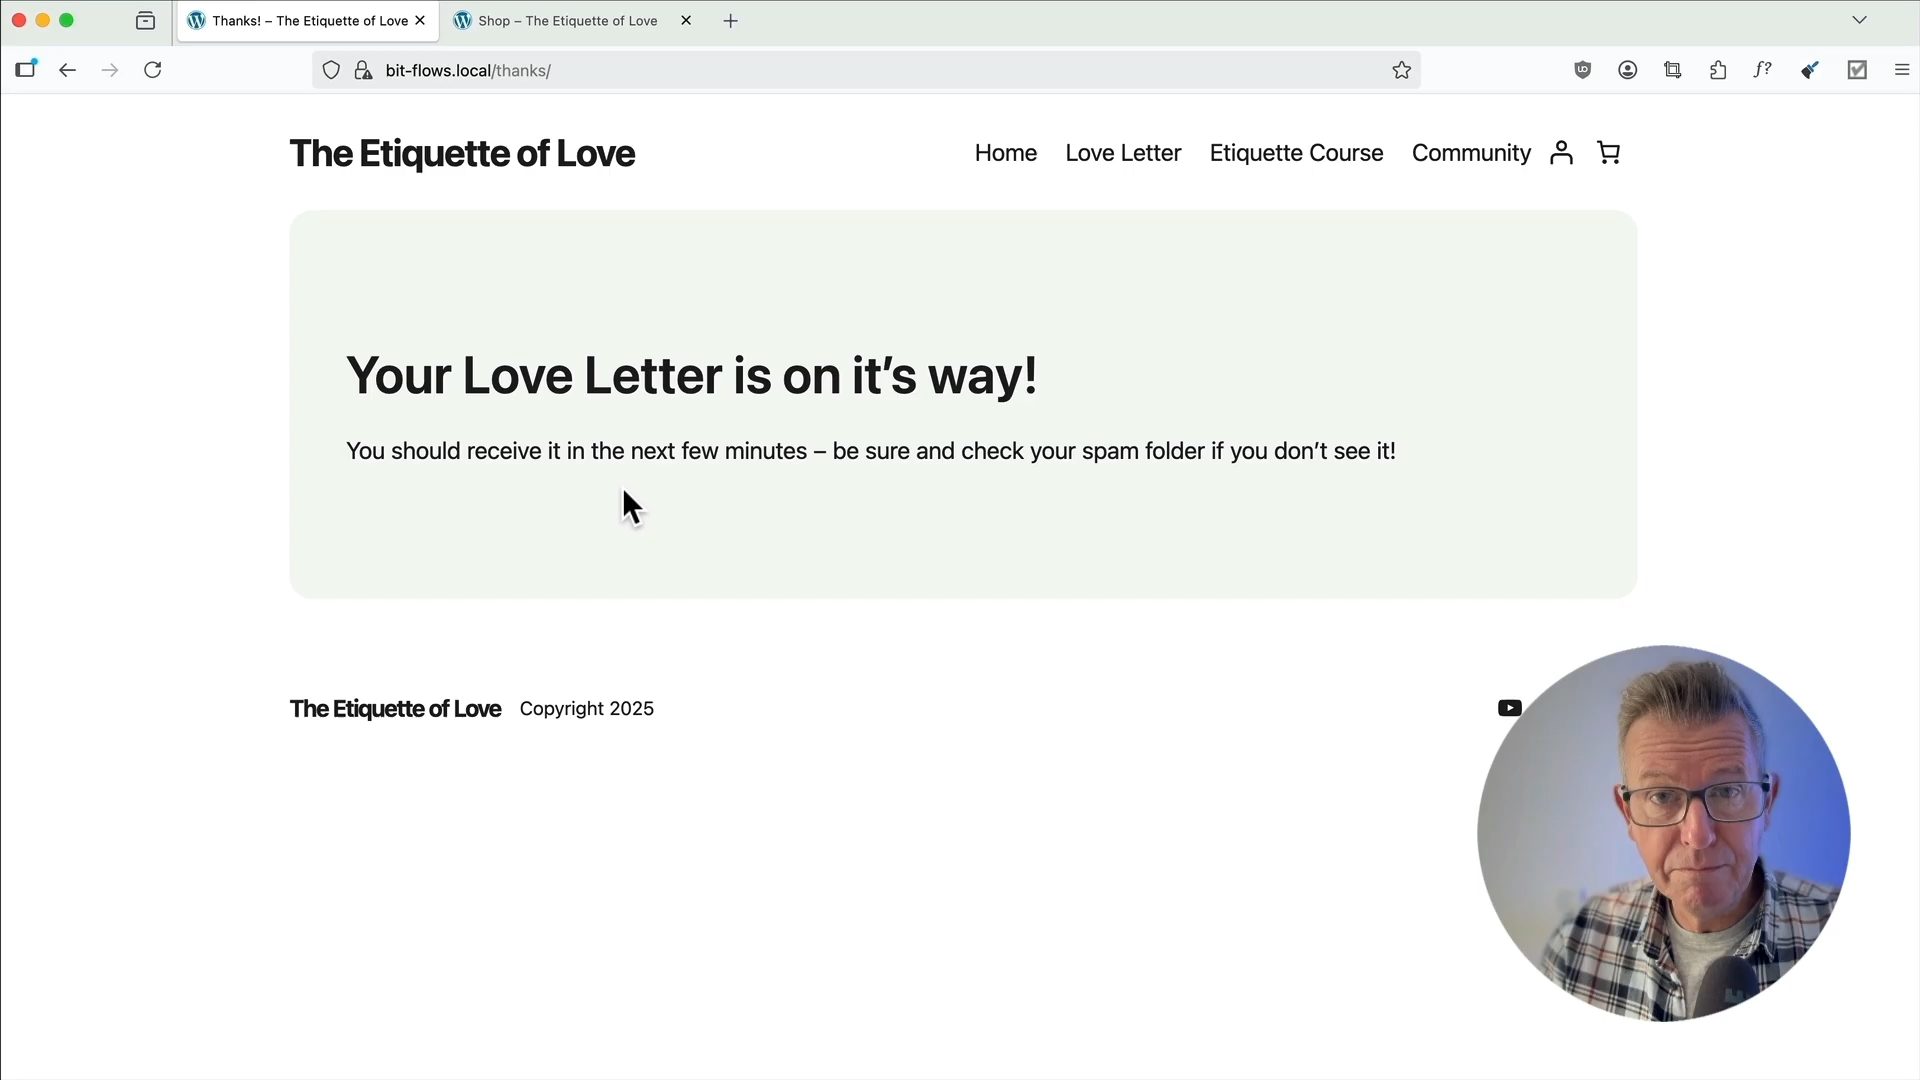 Thanks! – The Etiquette of Love
Shop – The Etiquette of Love
bit-flows.local/thanks/
f?
The Etiquette of Love
Home
Love Letter
Etiquette Course
Community
Your Love Letter is on it’s way!
You should receive it in the next few minutes – be sure and check your spam folder if you don’t see it!
The Etiquette of Love
Copyright 2025